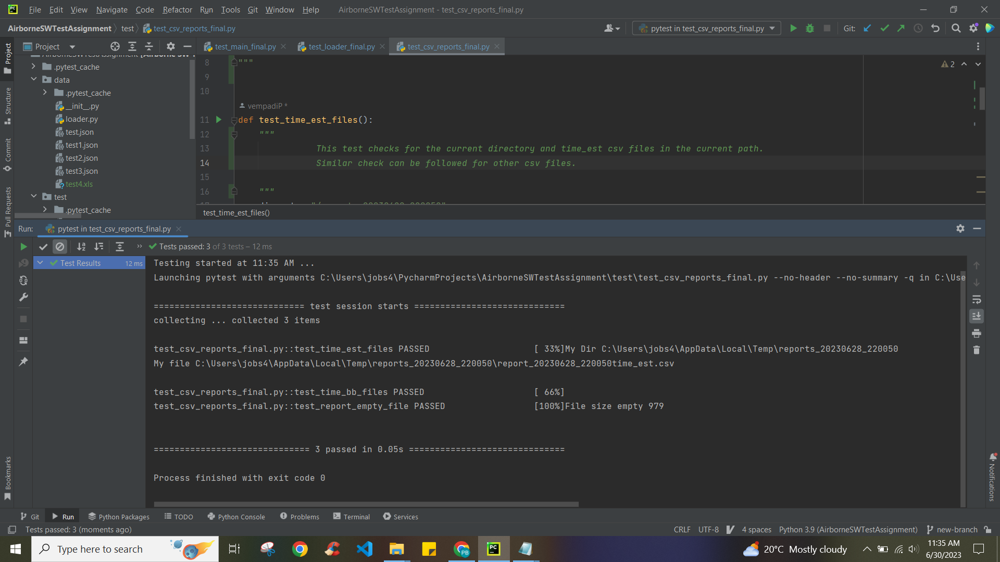 PC File Edit View Navigate Code Refactor Run Tools Git Window Help AirborneSWTestAssignment - test_csv_reports_final.py
AirborneSWTestAssignment test test_csv_reports_final.py pytest in test_csv_reports_final.py Git:
Project test_main_final.py test_loader_final.py test_csv_reports_final.py
.pytest_cache
data
.pytest_cache
__init__.py
loader.py
test.json
test1.json
test2.json
test3.json
test4.xls
test
.pytest_cache
8 """
2
9
10
vempadiP *
11 def test_time_est_files():
12 """
13 This test checks for the current directory and time_est csv files in the current path.
14 Similar check can be followed for other csv files.
15
16 """
test_time_est_files()
Project
Structure
Commit
Pull Requests
Bookmarks
Notifications
Run: pytest in test_csv_reports_final.py
Tests passed: 3 of 3 tests – 12 ms
Test Results 12 ms
Testing started at 11:35 AM ...
Launching pytest with arguments C:\Users\jobs4\PycharmProjects\AirborneSWTestAssignment\test\test_csv_reports_final.py --no-header --no-summary -q in C:\Use
============================= test session starts =============================
collecting ... collected 3 items
test_csv_reports_final.py::test_time_est_files PASSED [ 33%]My Dir C:\Users\jobs4\AppData\Local\Temp\reports_20230628_220050
My file C:\Users\jobs4\AppData\Local\Temp\reports_20230628_220050\report_20230628_220050time_est.csv
test_csv_reports_final.py::test_time_bb_files PASSED [ 66%]
test_csv_reports_final.py::test_report_empty_file PASSED [100%]File size empty 979
============================== 3 passed in 0.05s ==============================
Process finished with exit code 0
Git Run Python Packages TODO Python Console Problems Terminal Services
Tests passed: 3 (moments ago) CRLF UTF-8 4 spaces Python 3.9 (AirborneSWTestAssignment) new-branch
Type here to search 20°C Mostly cloudy 11:35 AM
6/30/2023